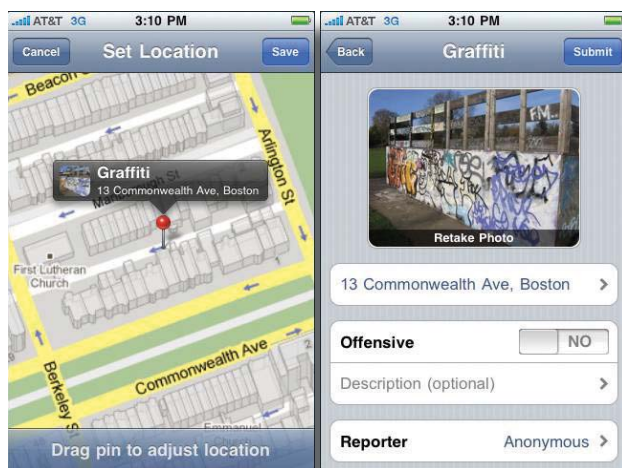 AT&T 3G 3:10 PM
Cancel Set Location Save
Beacon
Arlington St
Graffiti
13 Commonwealth Ave, Boston
First Lutheran
Church
Berkeley St
Commonwealth Ave
Emmanuel
Drag pin to adjust location
AT&T 3G 3:10 PM
Back Graffiti Submit
F.M.
Retake Photo
13 Commonwealth Ave, Boston
Offensive NO
Description (optional)
Reporter Anonymous